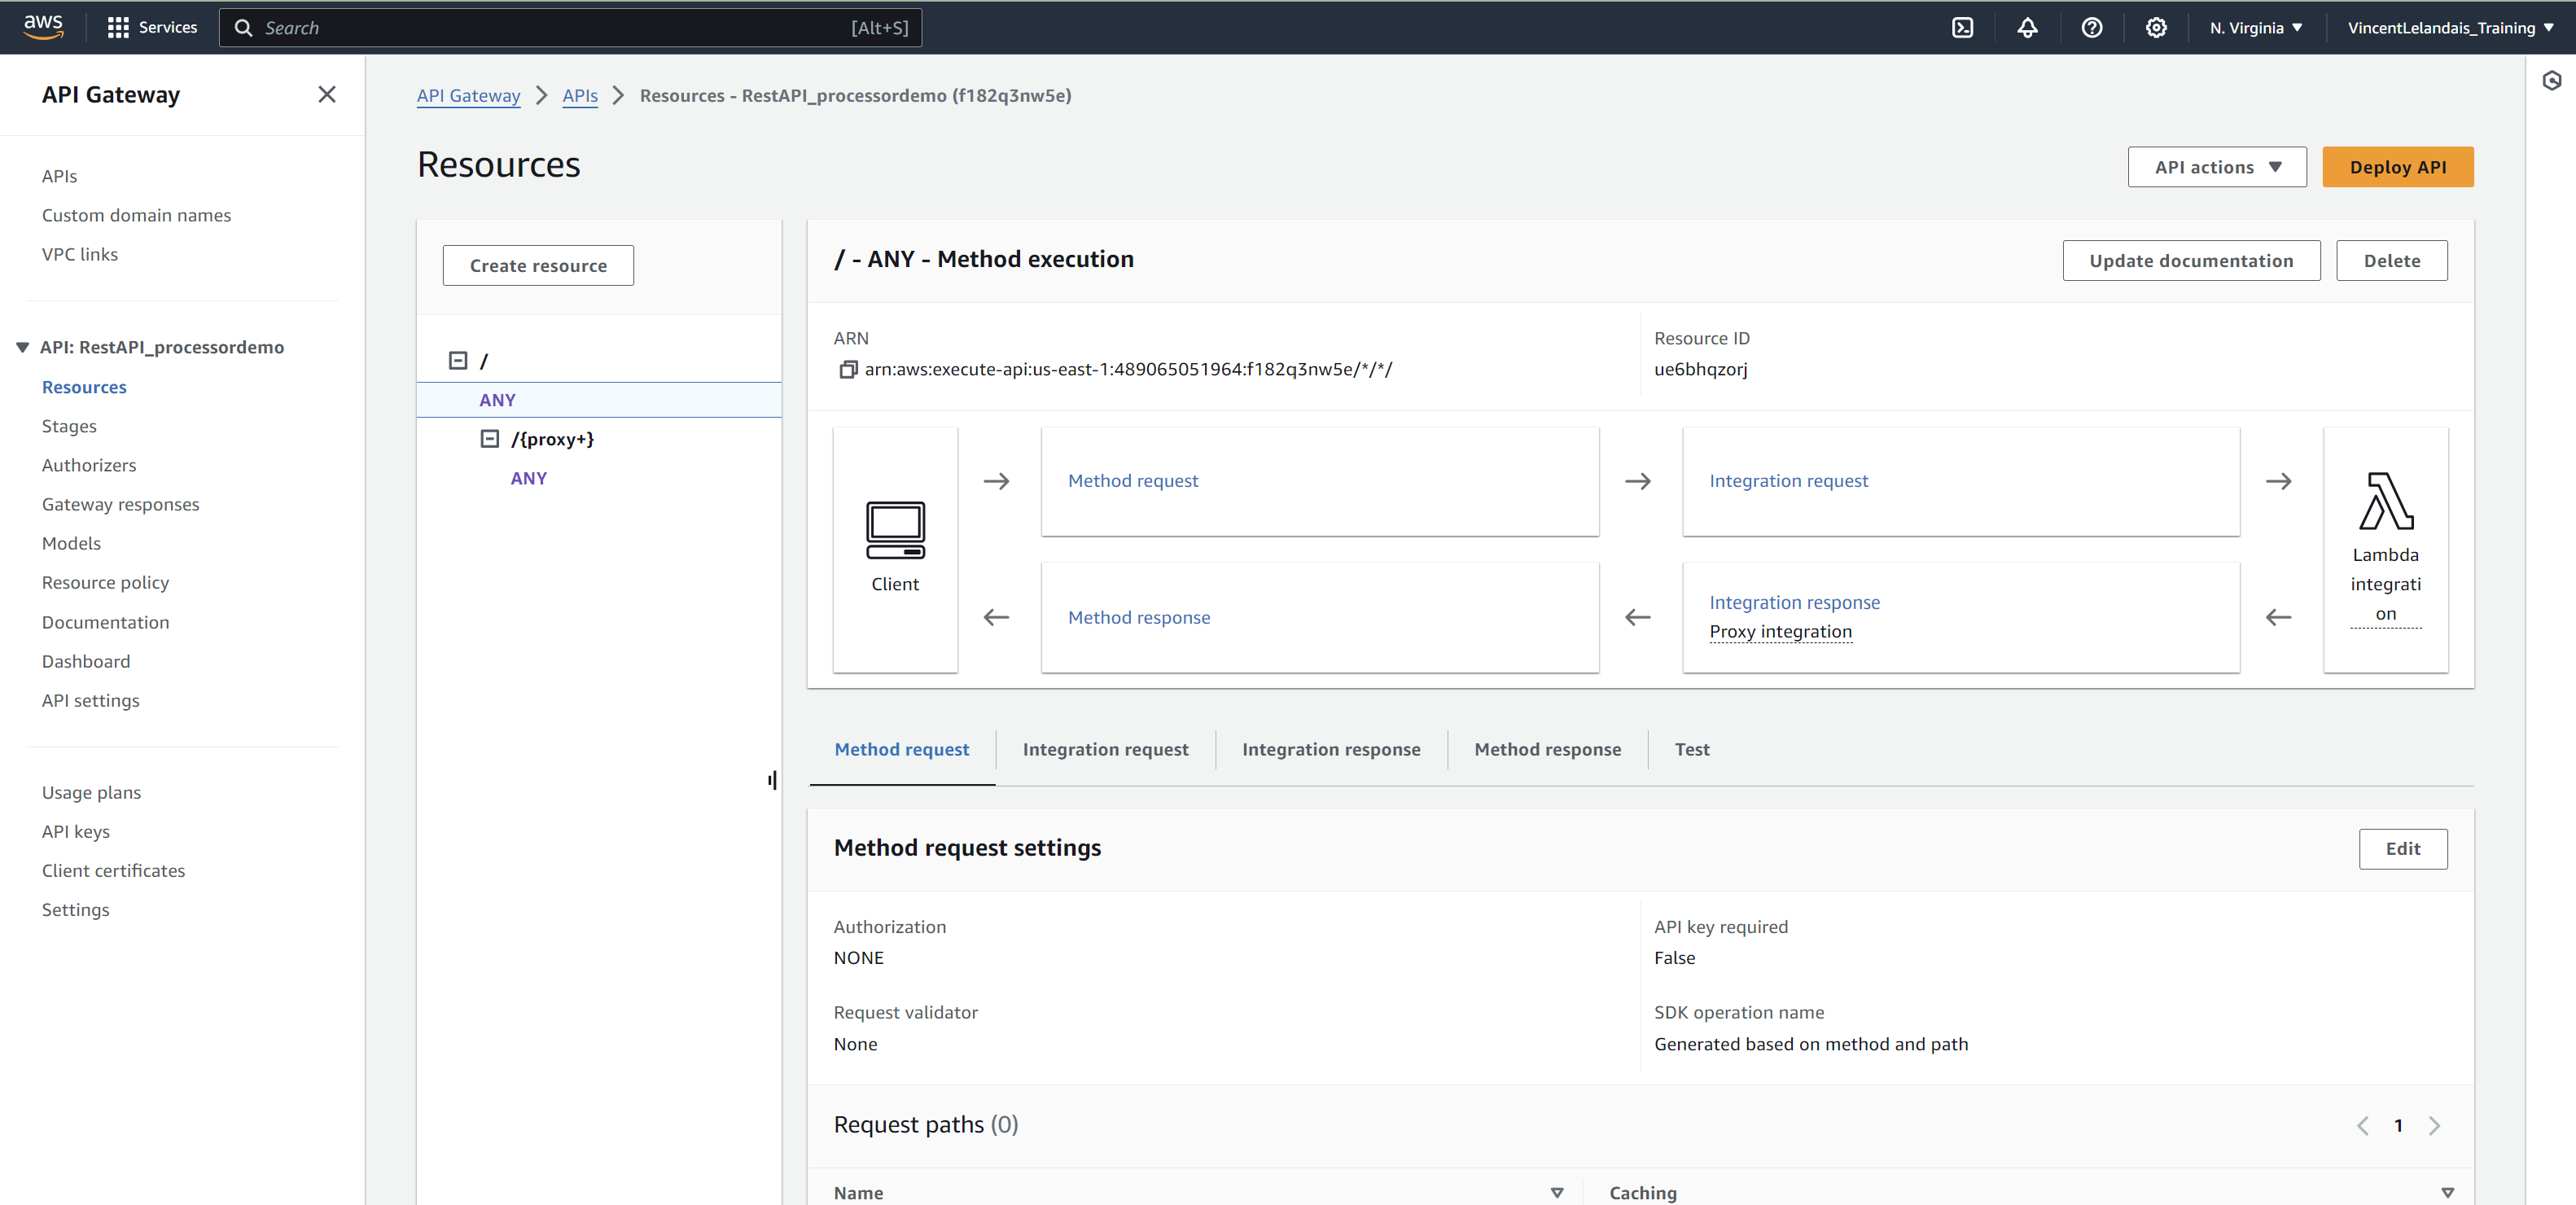 aws
Services
Search
[Alt+S]
N. Virginia
VincentLelandais_Training
API Gateway
APIs
Custom domain names
VPC links
API: RestAPI_processordemo
Resources
Stages
Authorizers
Gateway responses
Models
Resource policy
Documentation
Dashboard
API settings
Usage plans
API keys
Client certificates
Settings
API Gateway
APIs
Resources - RestAPI_processordemo (f182q3nw5e)
Resources
API actions
Deploy API
Create resource
/
ANY
/{proxy+}
ANY
/ - ANY - Method execution
Update documentation
Delete
ARN
arn:aws:execute-api:us-east-1:489065051964:f182q3nw5e/*/*/
Resource ID
ue6bhqzorj
Client
Method request
Integration request
Method response
Integration response
Proxy integration
Lambda
integrati
on
Method request
Integration request
Integration response
Method response
Test
Method request settings
Edit
Authorization
NONE
API key required
False
Request validator
None
SDK operation name
Generated based on method and path
Request paths (0)
1
Name
Caching